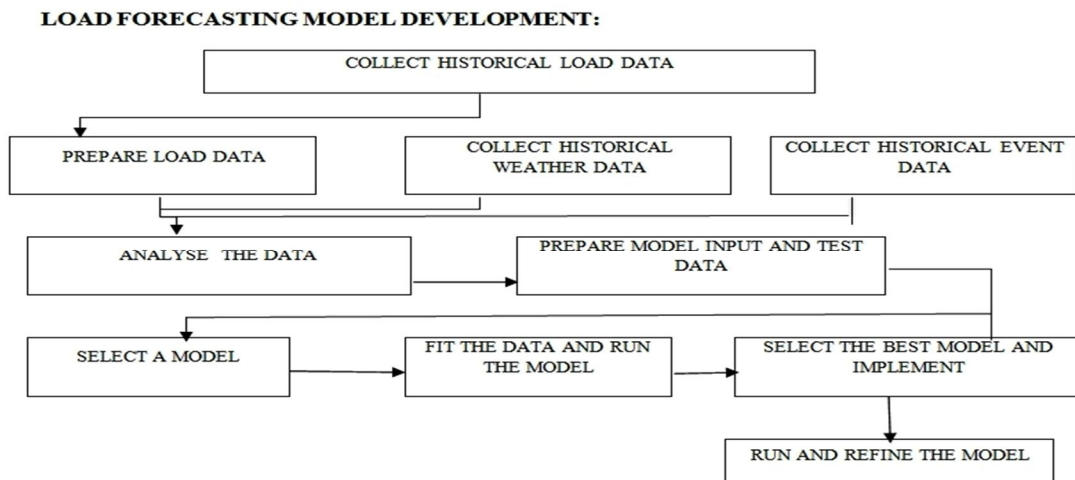 LOAD FORECASTING MODEL DEVELOPMENT:
COLLECT HISTORICAL LOAD DATA
PREPARE LOAD DATA
COLLECT HISTORICAL
WEATHER DATA
COLLECT HISTORICAL EVENT
DATA
ANALYSE THE DATA
PREPARE MODEL INPUT AND TEST
DATA
SELECT A MODEL
FIT THE DATA AND RUN
THE MODEL
SELECT THE BEST MODEL AND
IMPLEMENT
RUN AND REFINE THE MODEL